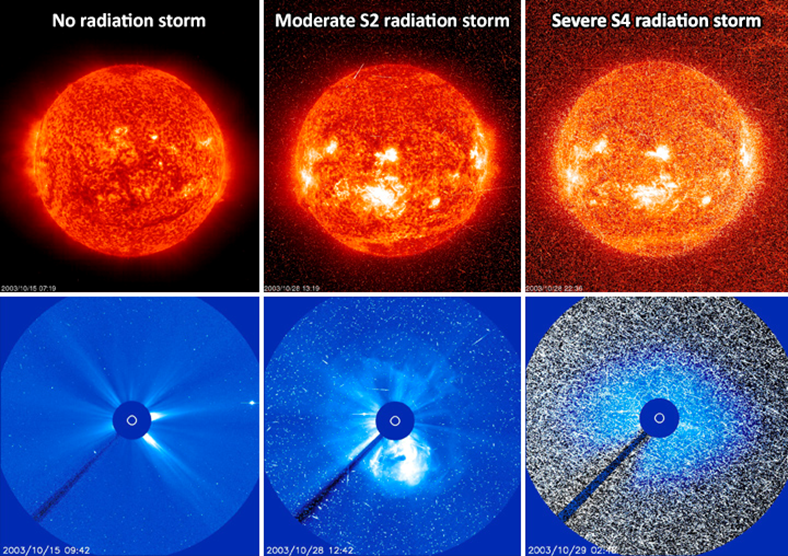 No radiation storm
Moderate S2 radiation storm
Severe S4 radiation storm
2003/10/15 07:19
2003/10/28 13:19
2003/10/28 22:36
2003/10/15 09:42
2003/10/28 12:42
2003/10/29